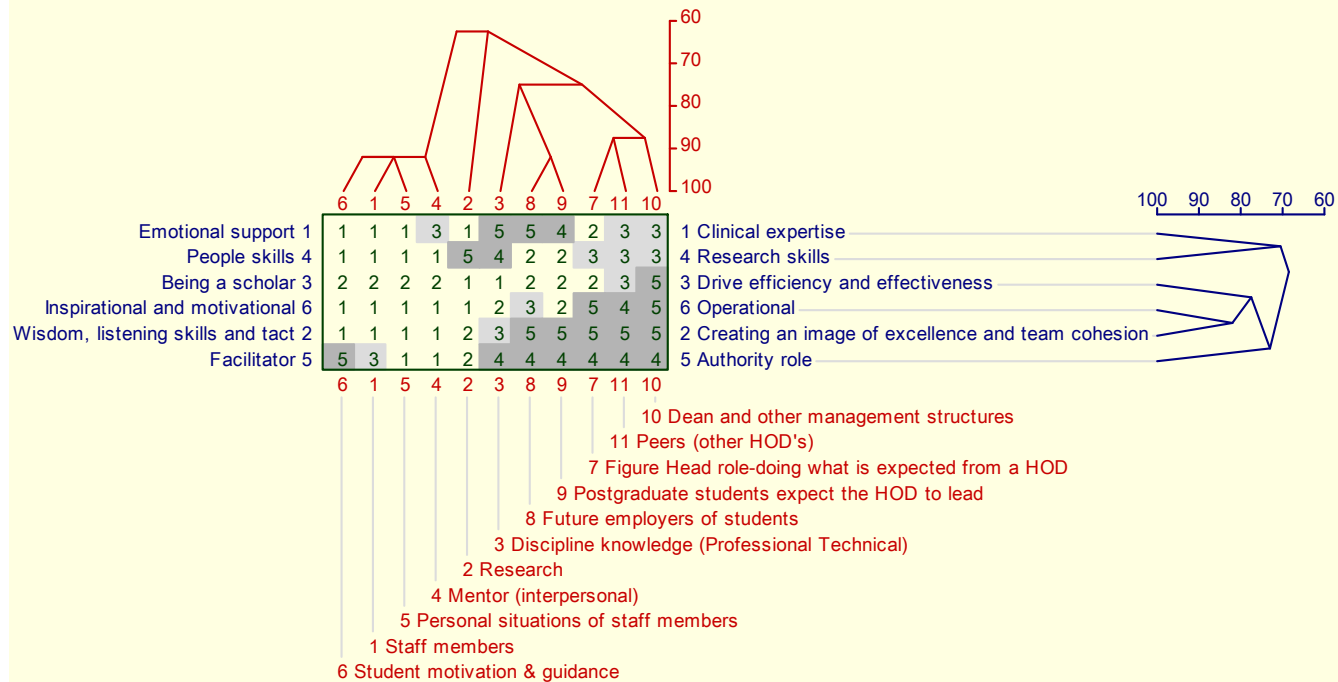 60
70
80
90
100
6 1 5 4 2 3 8 9 7 11 10
100 90 80 70 60
Emotional support 1 1 1 1 3 1 5 5 4 2 3 3 1 Clinical expertise
People skills 4 1 1 1 1 5 4 2 2 3 3 3 4 Research skills
Being a scholar 3 2 2 2 2 1 1 2 2 2 3 5 3 Drive efficiency and effectiveness
Inspirational and motivational 6 1 1 1 1 1 2 3 2 5 4 5 6 Operational
Wisdom, listening skills and tact 2 1 1 1 1 2 3 5 5 5 5 5 2 Creating an image of excellence and team cohesion
Facilitator 5 5 3 1 1 2 4 4 4 4 4 4 5 Authority role
6 1 5 4 2 3 8 9 7 11 10
10 Dean and other management structures
11 Peers (other HOD's)
7 Figure Head role-doing what is expected from a HOD
9 Postgraduate students expect the HOD to lead
8 Future employers of students
3 Discipline knowledge (Professional Technical)
2 Research
4 Mentor (interpersonal)
5 Personal situations of staff members
1 Staff members
6 Student motivation & guidance